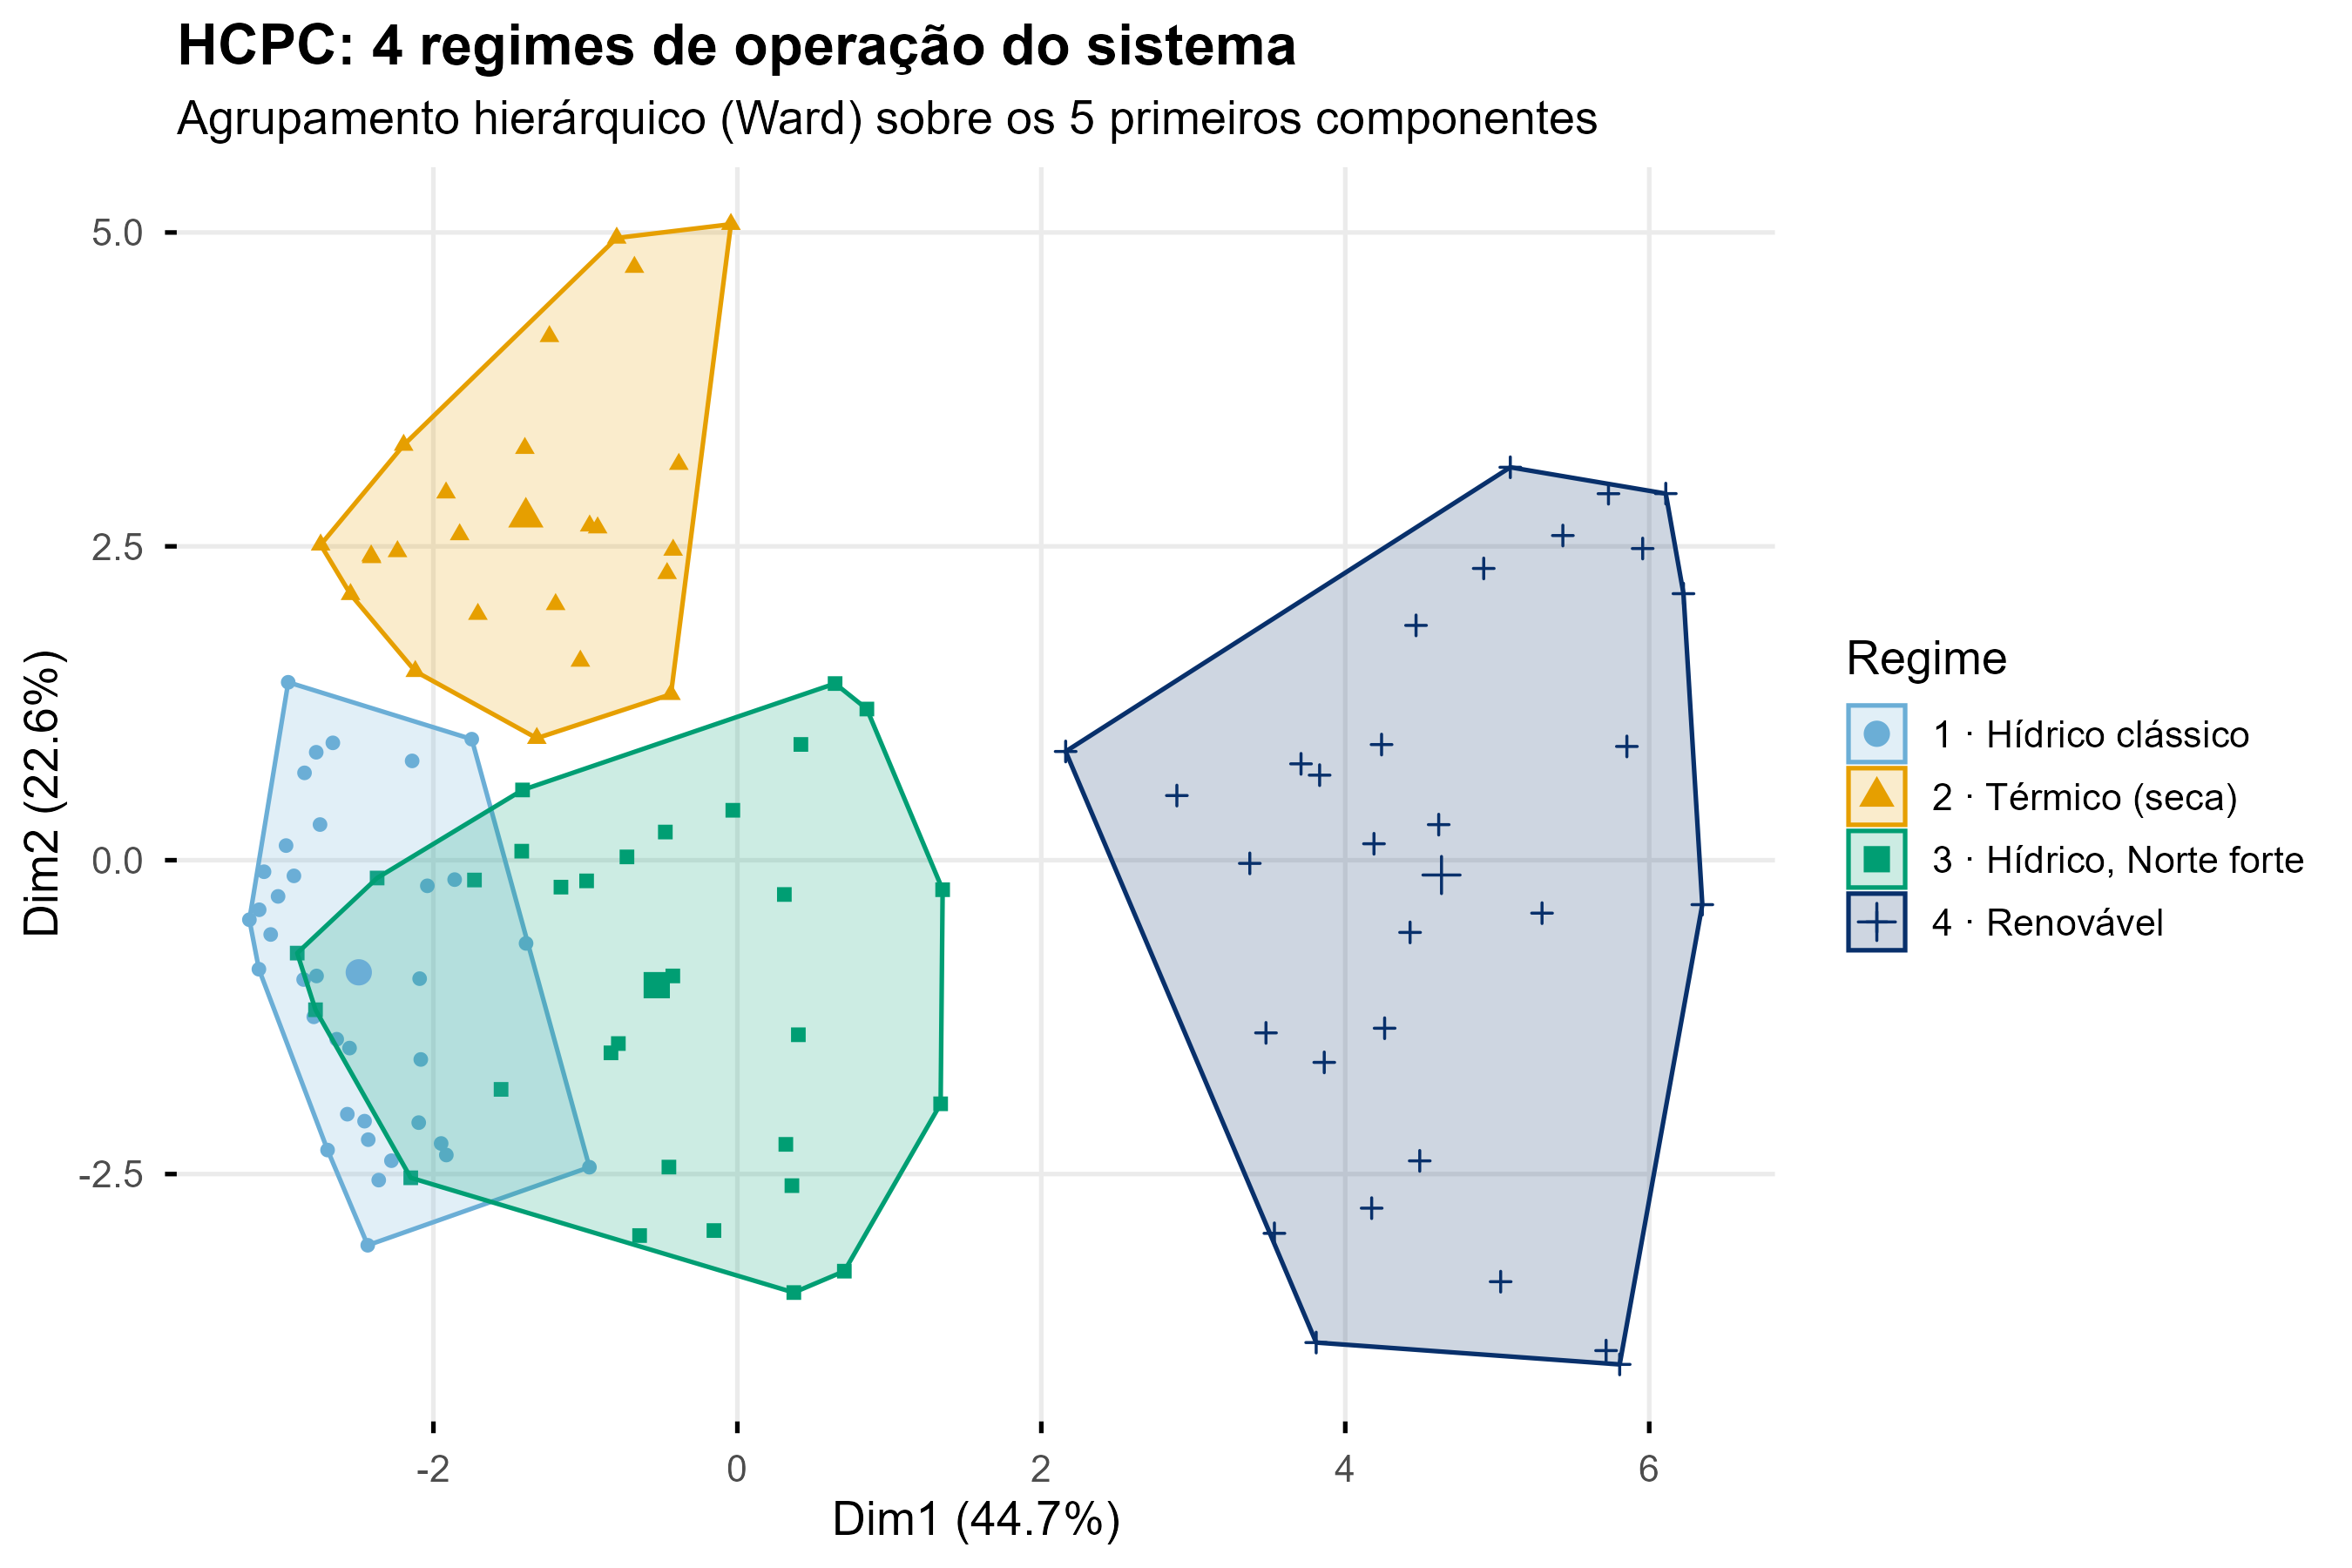 HCPC: 4 regimes de operação do sistema
Agrupamento hierárquico (Ward) sobre os 5 primeiros componentes
5.0
2.5
0.0
-2.5
Dim2 (22.6%)
-2
0
2
4
6
Dim1 (44.7%)
Regime
1 · Hídrico clássico
2 · Térmico (seca)
3 · Hídrico, Norte forte
4 · Renovável